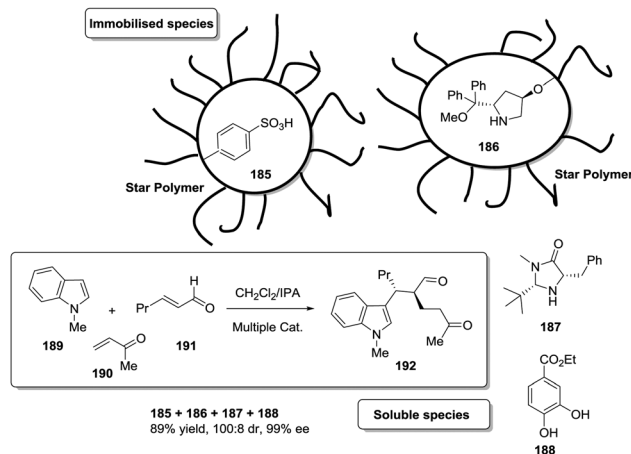 Immobilised species
Ph
Ph
O
MeO
HN
186
SO3H
185
Star Polymer
Star Polymer
N
Me
189
+
Pr
O
H
191
O
Me
190
CH2Cl2/IPA
Multiple Cat.
Pr
O
N
Me
O
Me
192
O
Me
N
Ph
N
H
187
CO2Et
OH
OH
188
185 + 186 + 187 + 188
89% yield, 100:8 dr, 99% ee
Soluble species